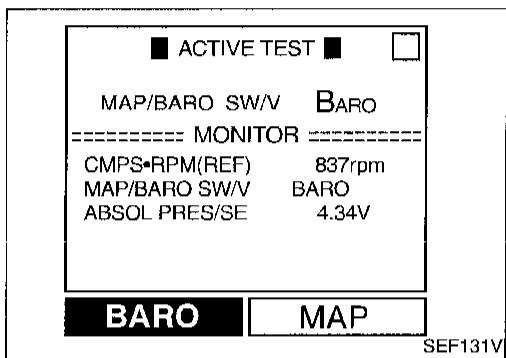 ■ ACTIVE TEST ■ □
MAP/BARO SW/V BARO
========= MONITOR =========
CMPS•RPM(REF) 837rpm
MAP/BARO SW/V BARO
ABSOL PRES/SE 4.34V
BARO MAP
SEF131V